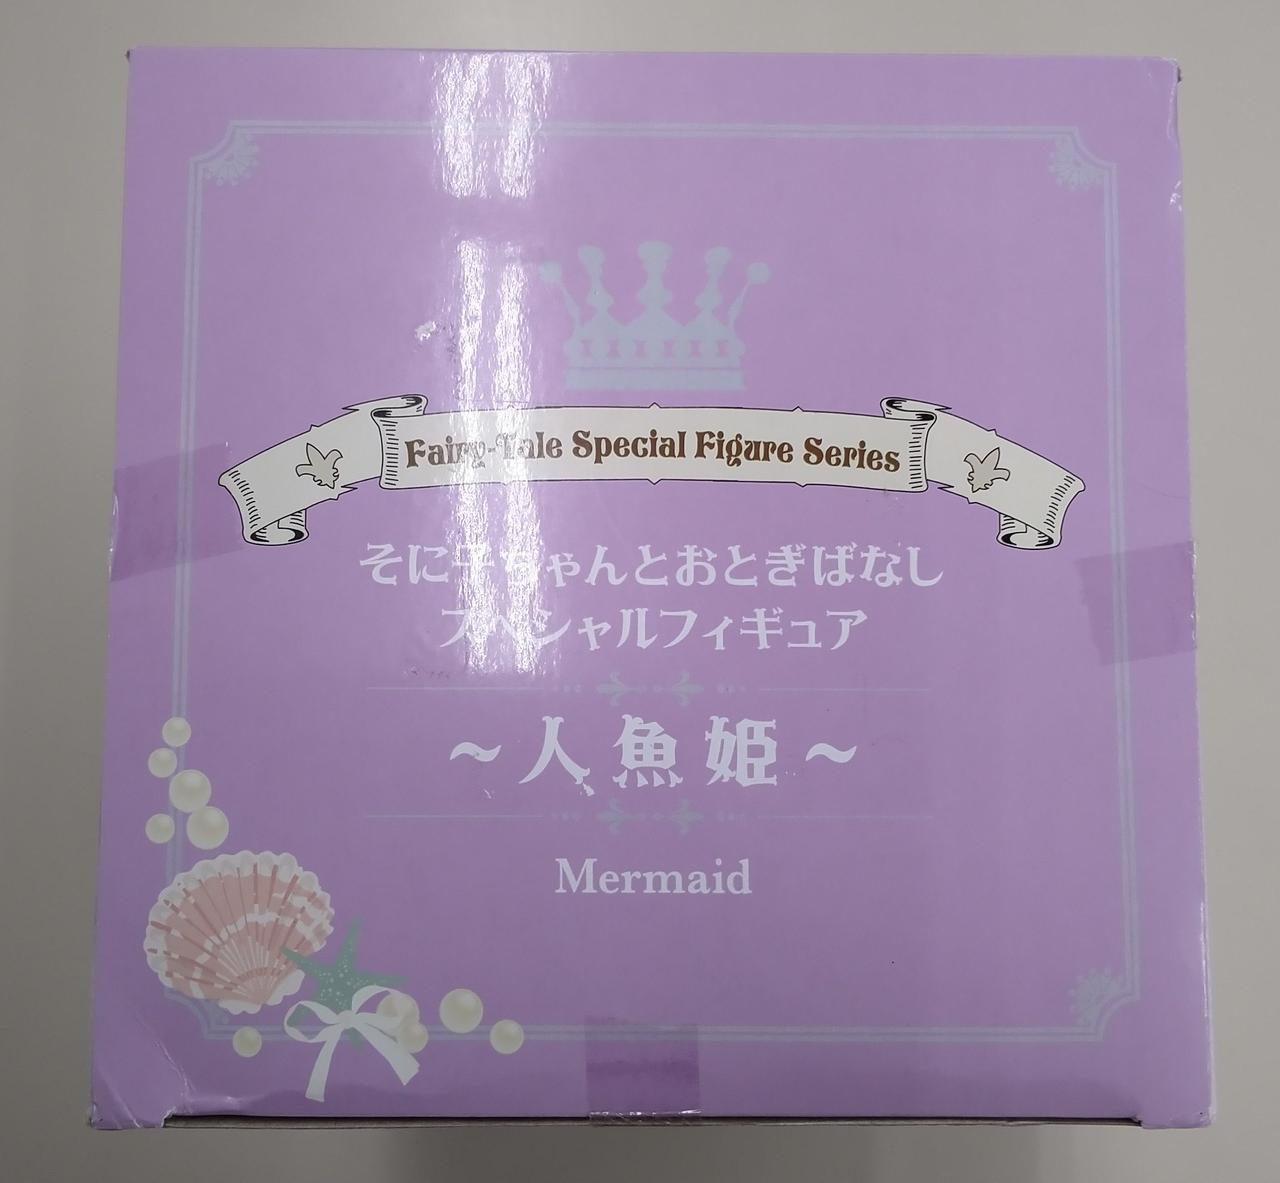 Fairy-Tale Special Figure Series
そに子ちゃんとおとぎばなし
スペシャルフィギュア
～人魚姫～
Mermaid